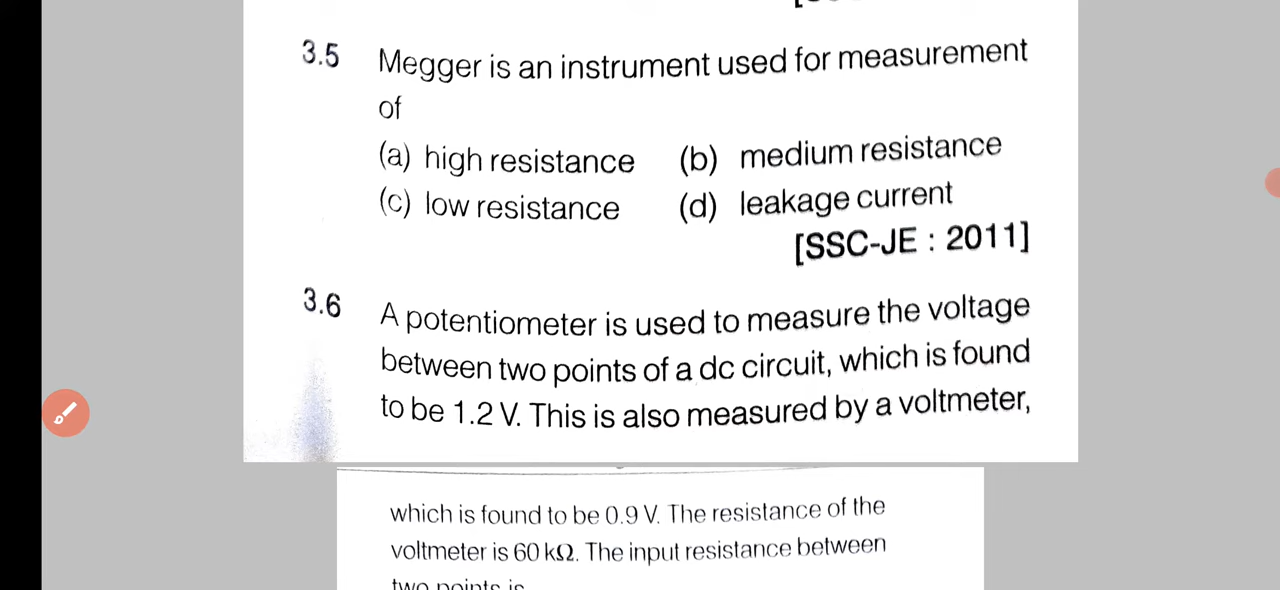 3.5 Megger is an instrument used for measurement
of
(a) high resistance (b) medium resistance
(c) low resistance (d) leakage current
[SSC-JE : 2011]
3.6 A potentiometer is used to measure the voltage
between two points of a dc circuit, which is found
to be 1.2 V. This is also measured by a voltmeter,
which is found to be 0.9 V. The resistance of the
voltmeter is 60 kΩ. The input resistance between
two points is